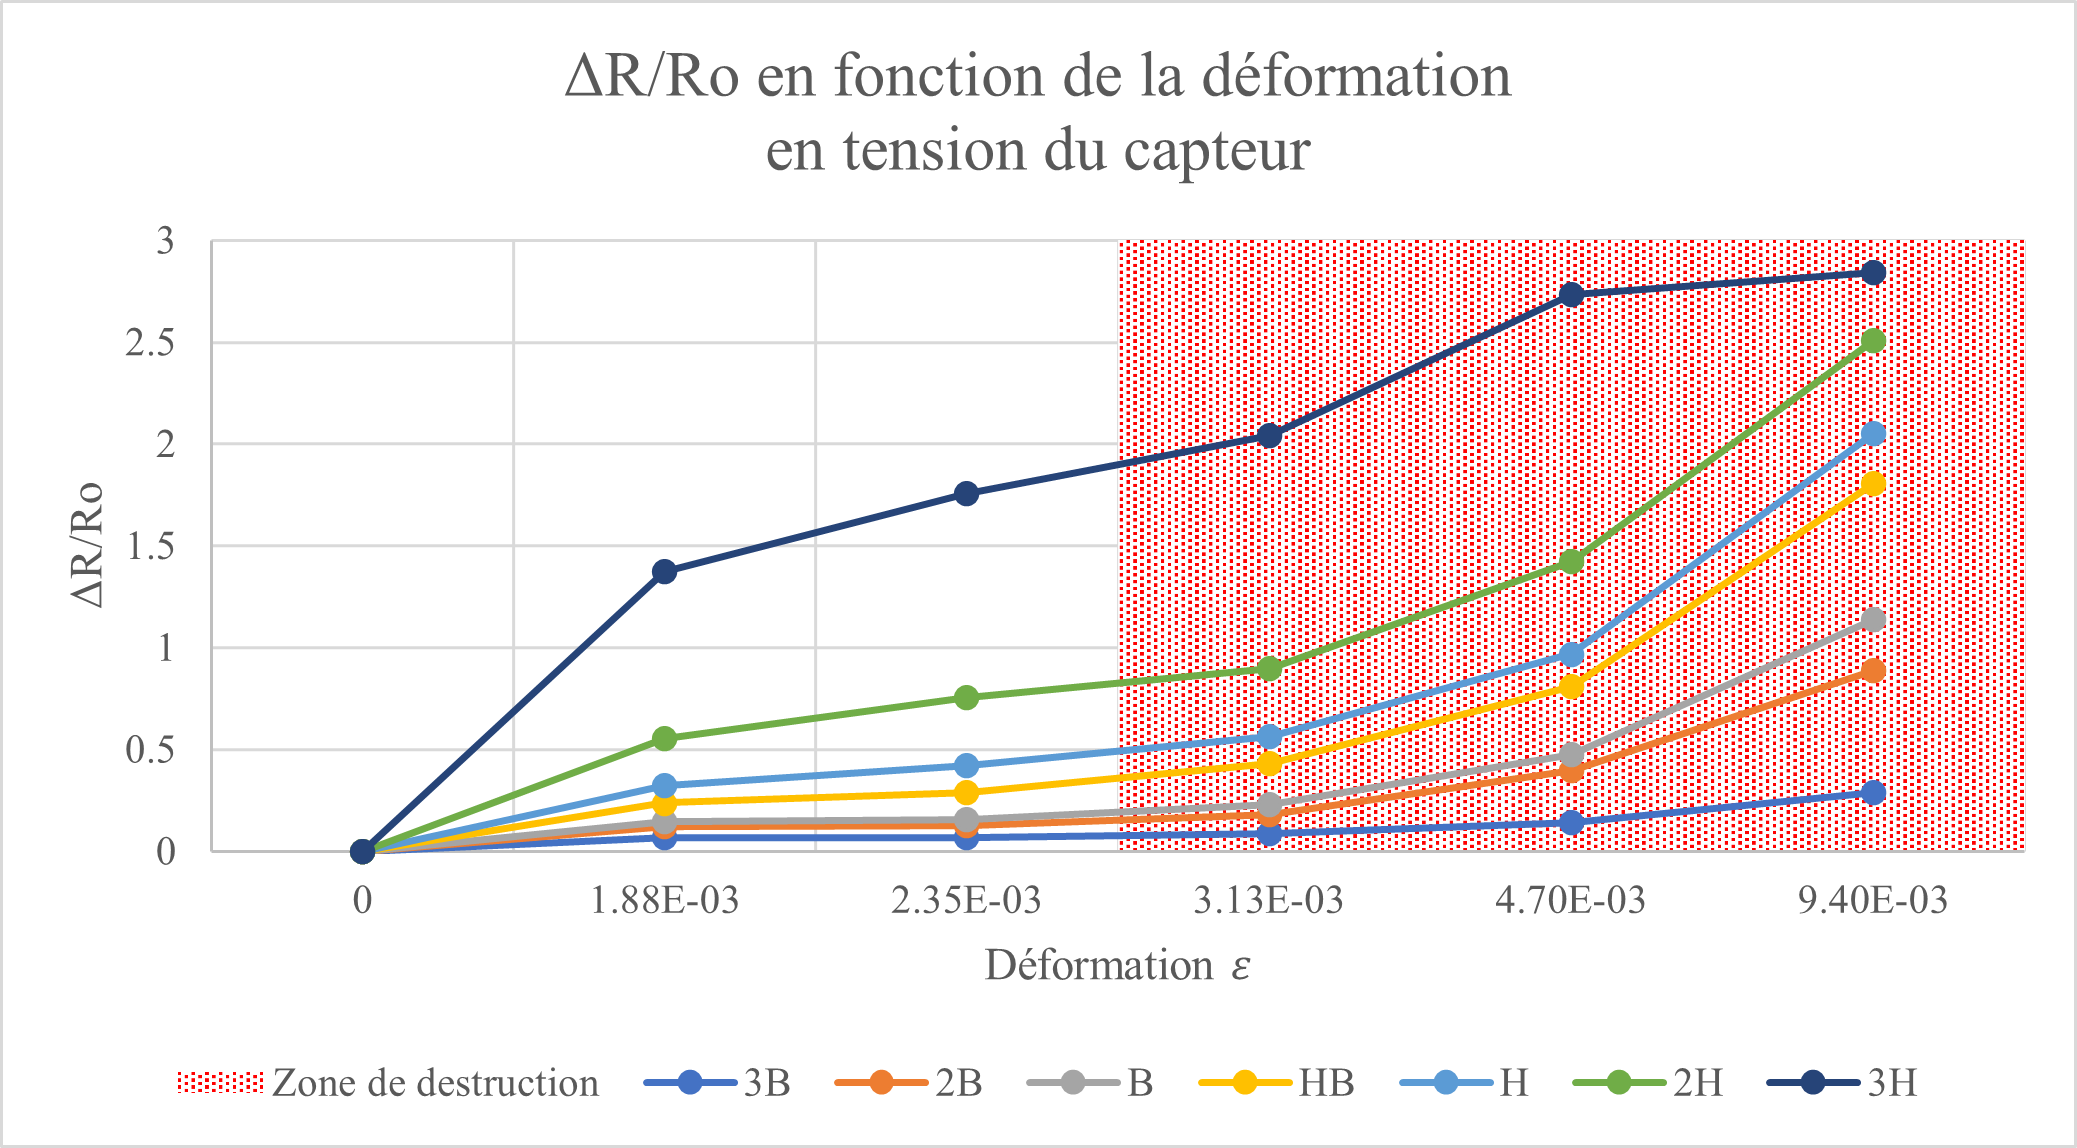 ΔR/Ro en fonction de la déformation
en tension du capteur
3
2.5
2
1.5
1
0.5
0
ΔR/Ro
0 1.88E-03 2.35E-03 3.13E-03 4.70E-03 9.40E-03
Déformation ε
Zone de destruction 3B 2B B HB H 2H 3H